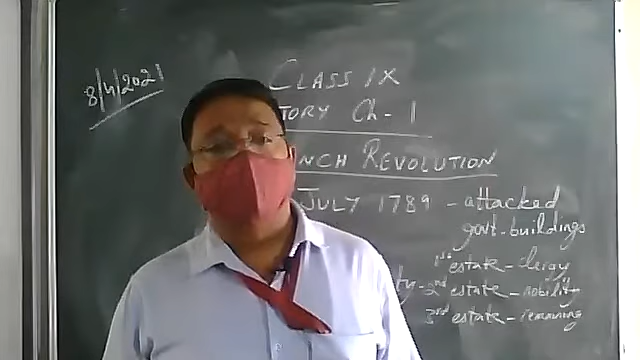 8/4/2021
CLASS IX
TORY Ch-1
NCH REVOLUTION
JULY 1789 - attacked
govt. buildings
1st estate - clergy
ty - 2nd estate - nobility
3rd estate - remaining